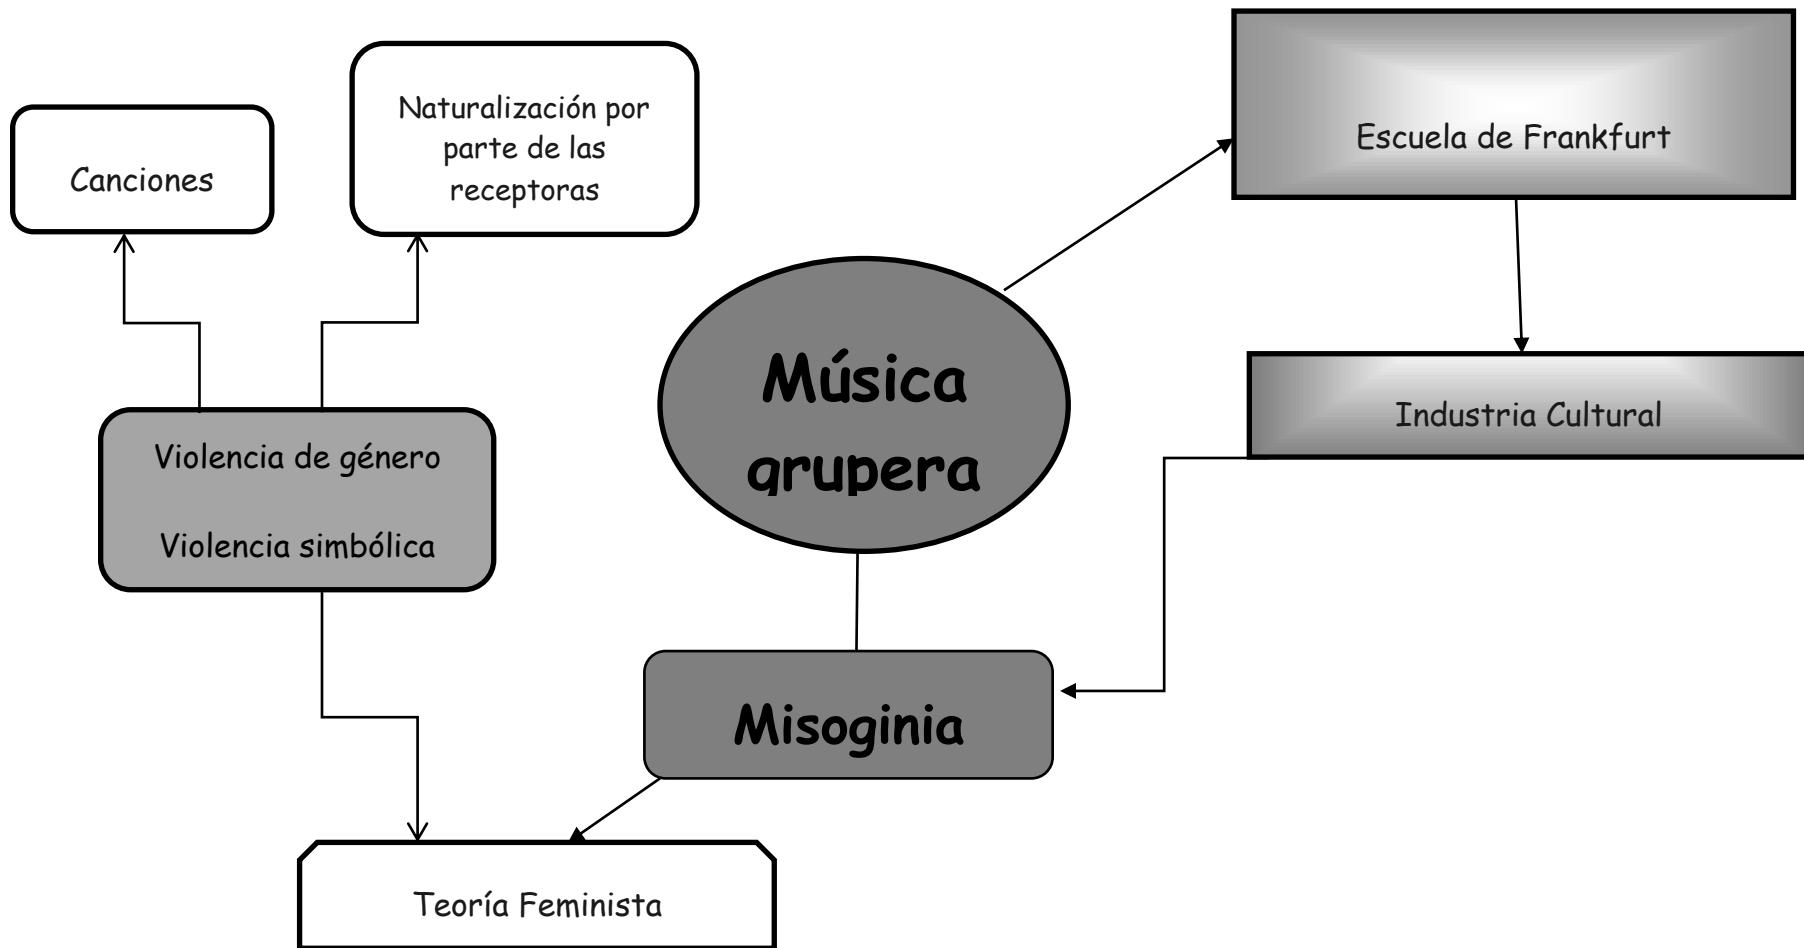 Naturalización por
parte de las
receptoras
Canciones
Escuela de Frankfurt
Música
grupera
Industria Cultural
Violencia de género
Violencia simbólica
Misoginia
Teoría Feminista